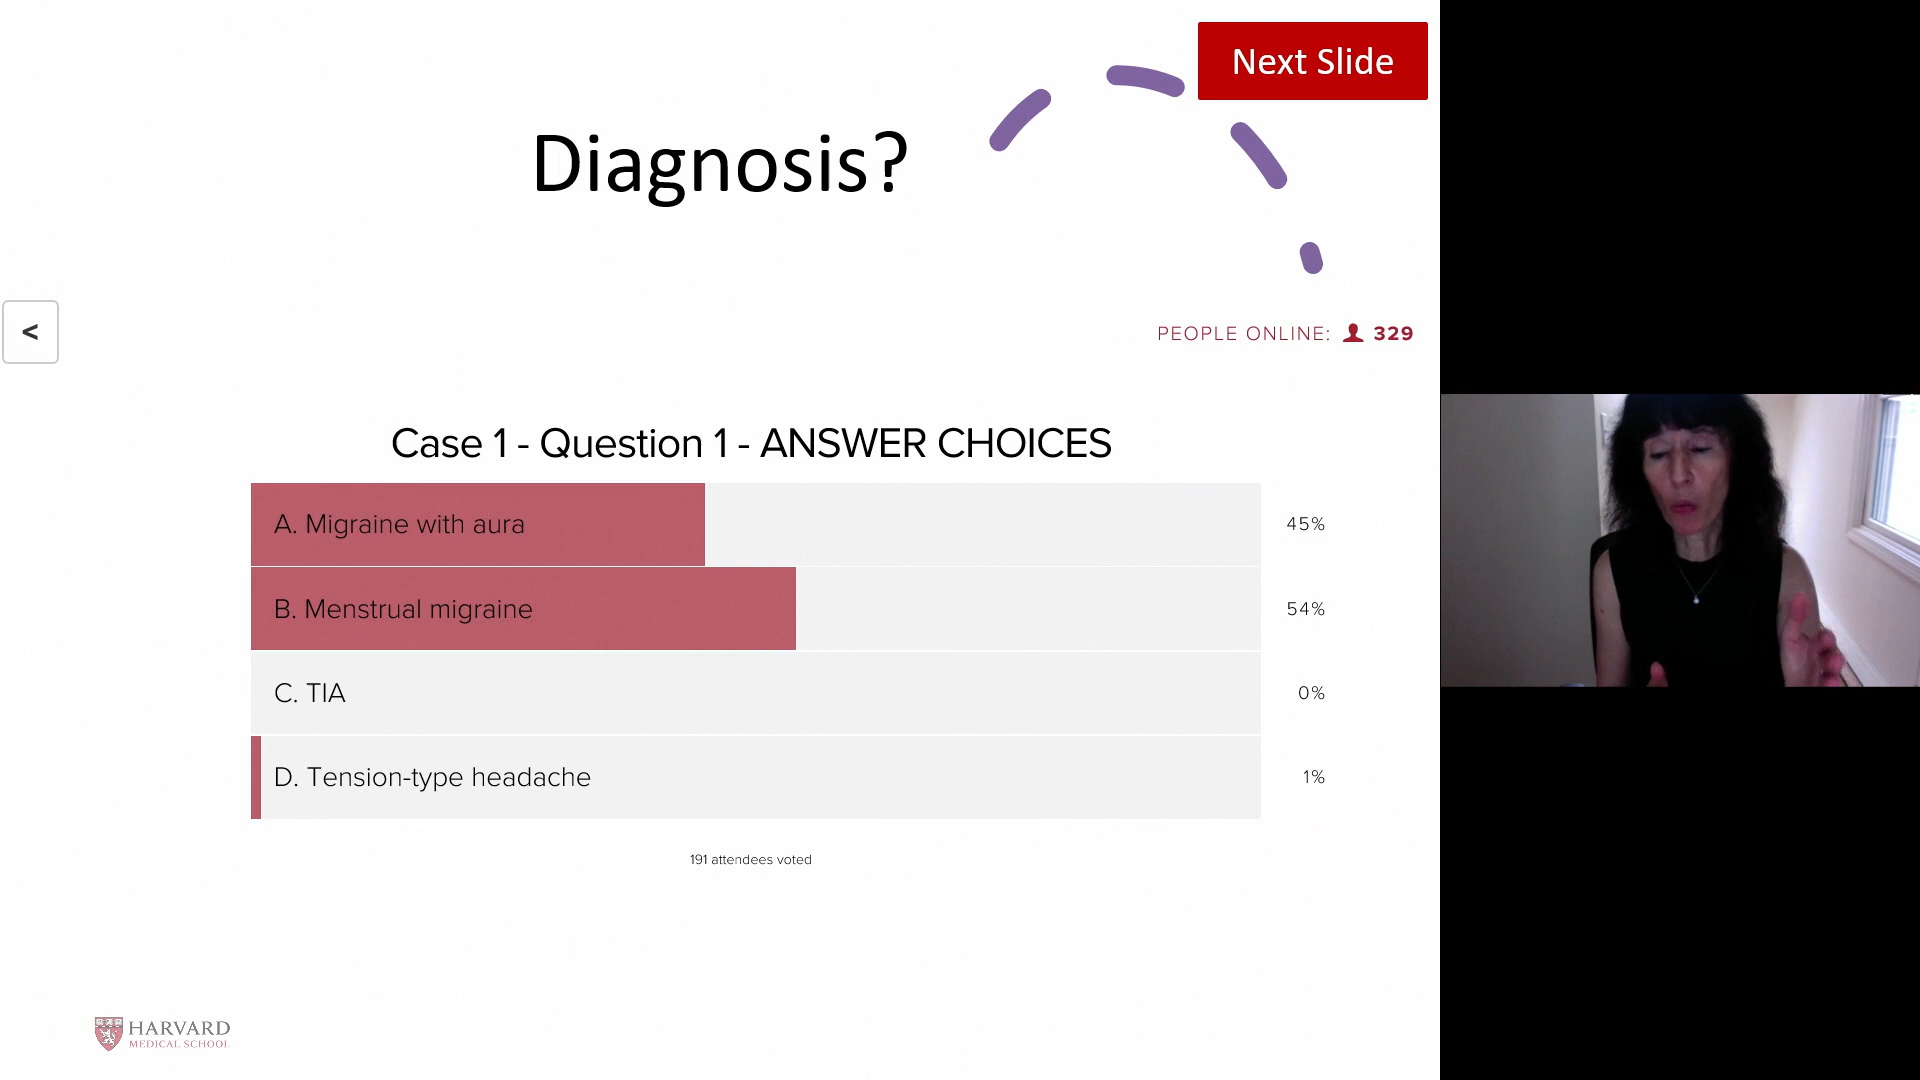 Next Slide
Diagnosis?
<
PEOPLE ONLINE: 329
Case 1 - Question 1 - ANSWER CHOICES
A. Migraine with aura 45%
B. Menstrual migraine 54%
C. TIA 0%
D. Tension-type headache 1%
191 attendees voted
HARVARD
MEDICAL SCHOOL